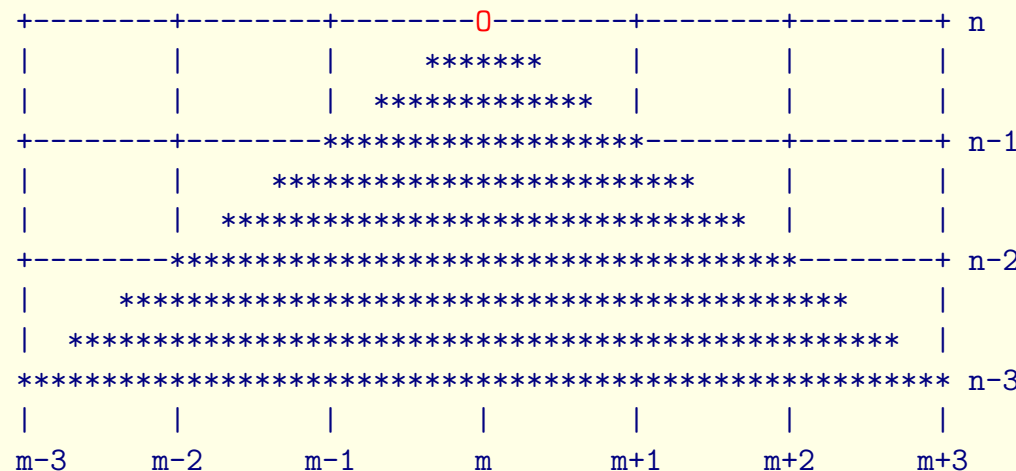 +--------+--------+--------O--------+--------+--------+ n
|        |        |     *******     |        |        |
|        |        |  *************  |        |        |
+--------+--------*******************--------+--------+ n-1
|        |     *************************     |        |
|        |  *******************************  |        |
+--------*************************************--------+ n-2
|     *******************************************     |
|  *************************************************  |
******************************************************* n-3
|        |        |        |        |        |        |
m-3     m-2      m-1       m       m+1      m+2      m+3